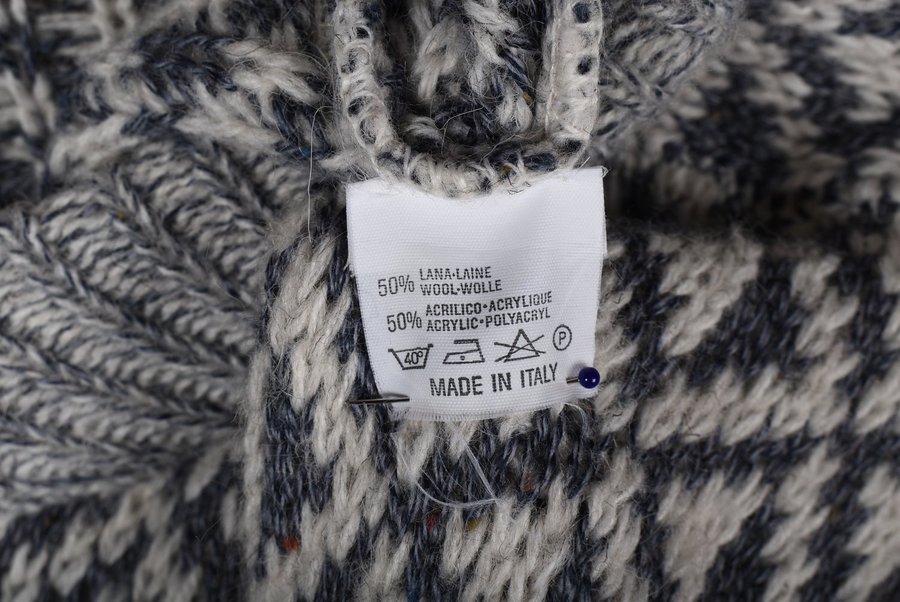 50% LANA•LAINE
WOOL•WOLLE
50% ACRILICO•ACRYLIQUE
ACRYLIC•POLYACRYL
40° P
MADE IN ITALY